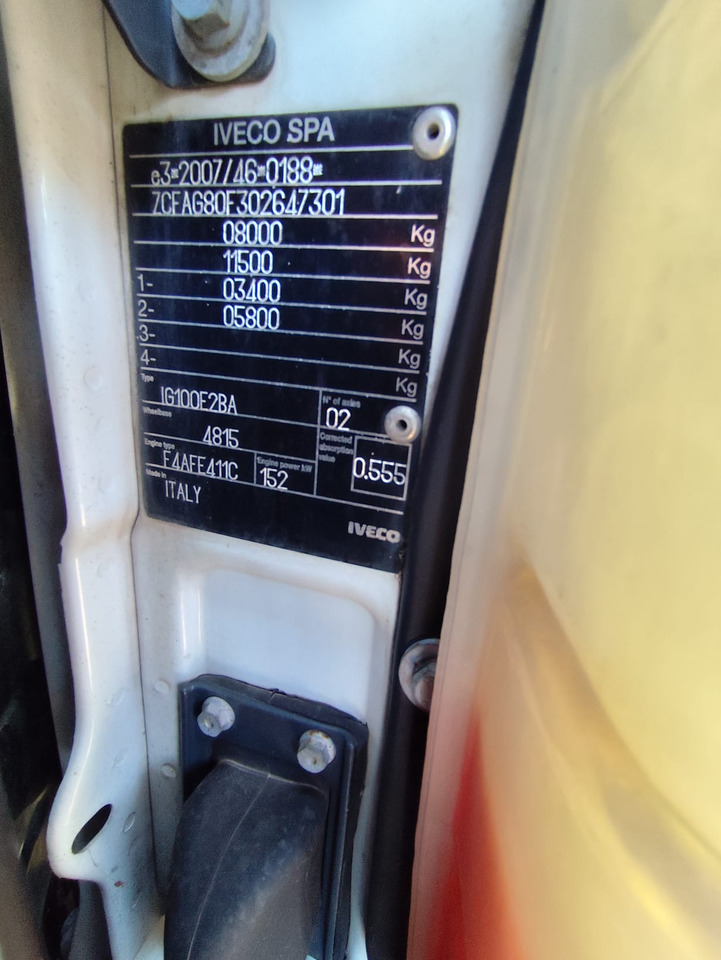 IVECO SPA
e3*2007/46*0188*
ZCFAG80F302647301
08000 Kg
11500 Kg
1- 03400 Kg
2- 05800 Kg
3- Kg
4- Kg
Type IG100E2BA
N° of axles 02
Wheelbase 4815
Corrected absorption value 0.555
Engine type F4AFE411C
Engine power kW 152
Made in ITALY
IVECO